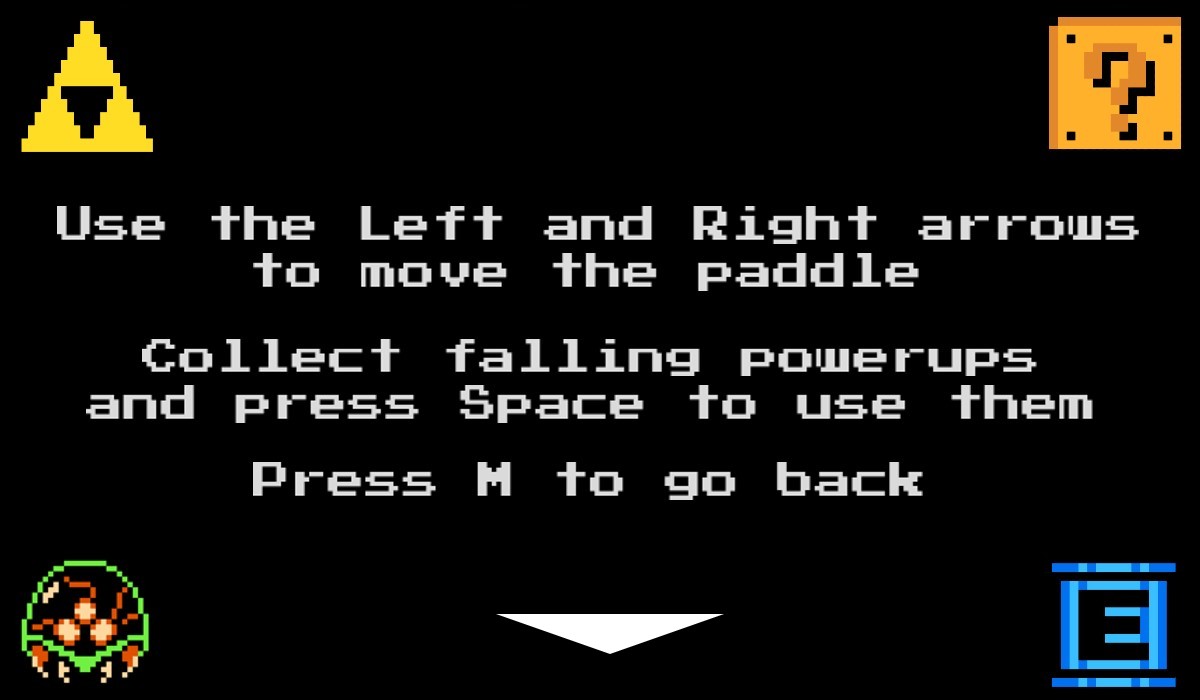 ?
Use the Left and Right arrows
to move the paddle
Collect falling powerups
and press Space to use them
Press M to go back
E